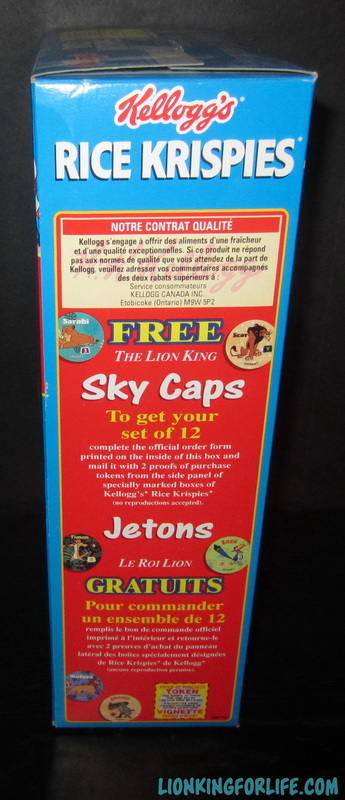 Kellogg's®
RICE KRISPIES®
NOTRE CONTRAT QUALITÉ
Kellogg s'engage à offrir des aliments d'une fraîcheur
et d'une qualité exceptionnelles. Si ce produit ne répond
pas aux normes de qualité que vous attendez de la part de
Kellogg, veuillez adresser vos commentaires accompagnés
des deux rabats supérieurs à :
Service consommateurs
KELLOGG CANADA INC.
Etobicoke (Ontario) M9W 5P2
Sarabi
FREE
Scar
THE LION KING
Sky Caps
To get your
set of 12
complete the official order form
printed on the inside of this box and
mail it with 2 proofs of purchase
tokens from the side panel of
specially marked boxes of
Kellogg's® Rice Krispies®
(no reproductions accepted).
Jetons
Timon
Zazu
LE ROI LION
GRATUITS
Pour commander
un ensemble de 12
remplis le bon de commande officiel
imprimé à l'intérieur et retourne-le
avec 2 preuves d'achat du panneau
latéral des boîtes spécialement désignées
de Rice Krispies® de Kellogg®
(aucune reproduction permise).
TOKEN
VIGNETTE
LIONKINGFORLIFE.COM